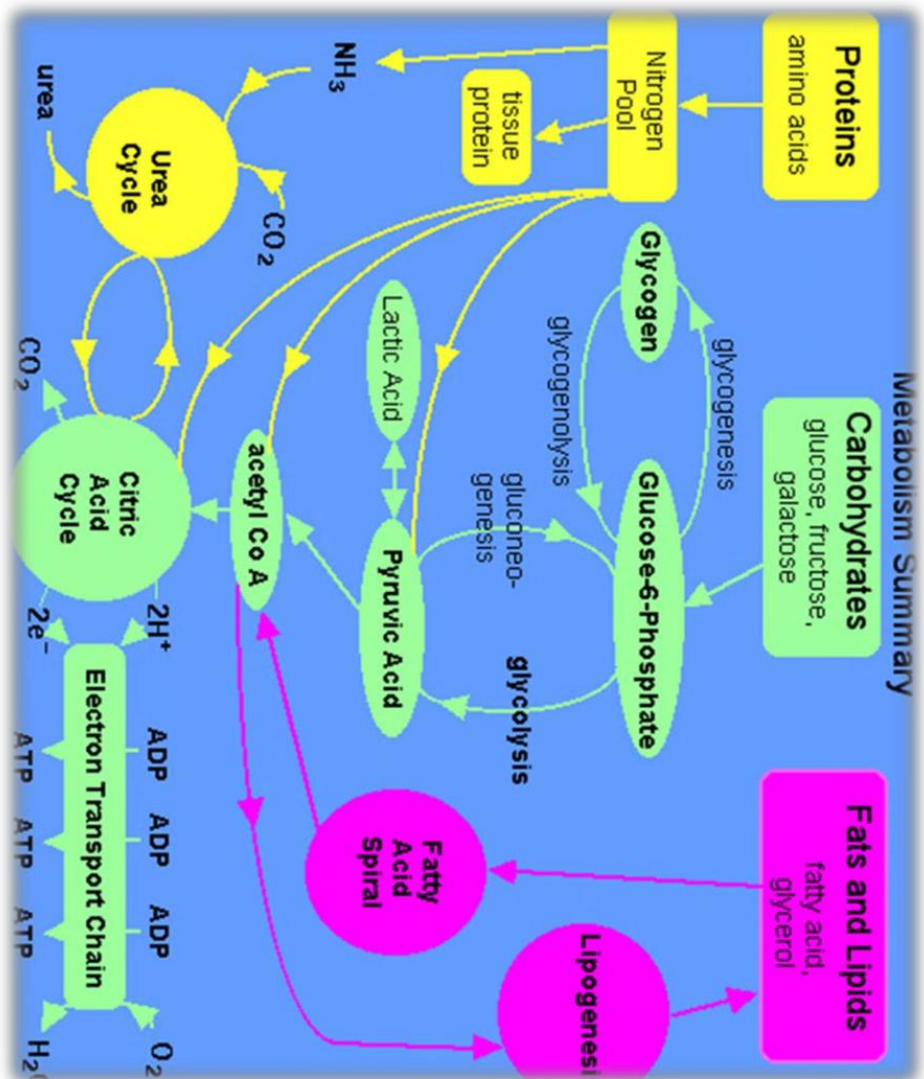 Metabolism Summary
Proteins
amino acids
Carbohydrates
glucose, fructose,
galactose
Fats and Lipids
fatty acid,
glycerol
Nitrogen
Pool
Glycogen
glycogenesis
glycogenolysis
Glucose-6-Phosphate
tissue
protein
gluconeo-
genesis
glycolysis
Lipogenesi
NH₃
Lactic Acid
Pyruvic Acid
Fatty
Acid
Spiral
CO₂
acetyl Co A
Urea
Cycle
urea
CO₂
Citric
Acid
Cycle
2H⁺
2e⁻
ADP
ADP
ADP
O₂
Electron Transport Chain
ATP
ATP
ATP